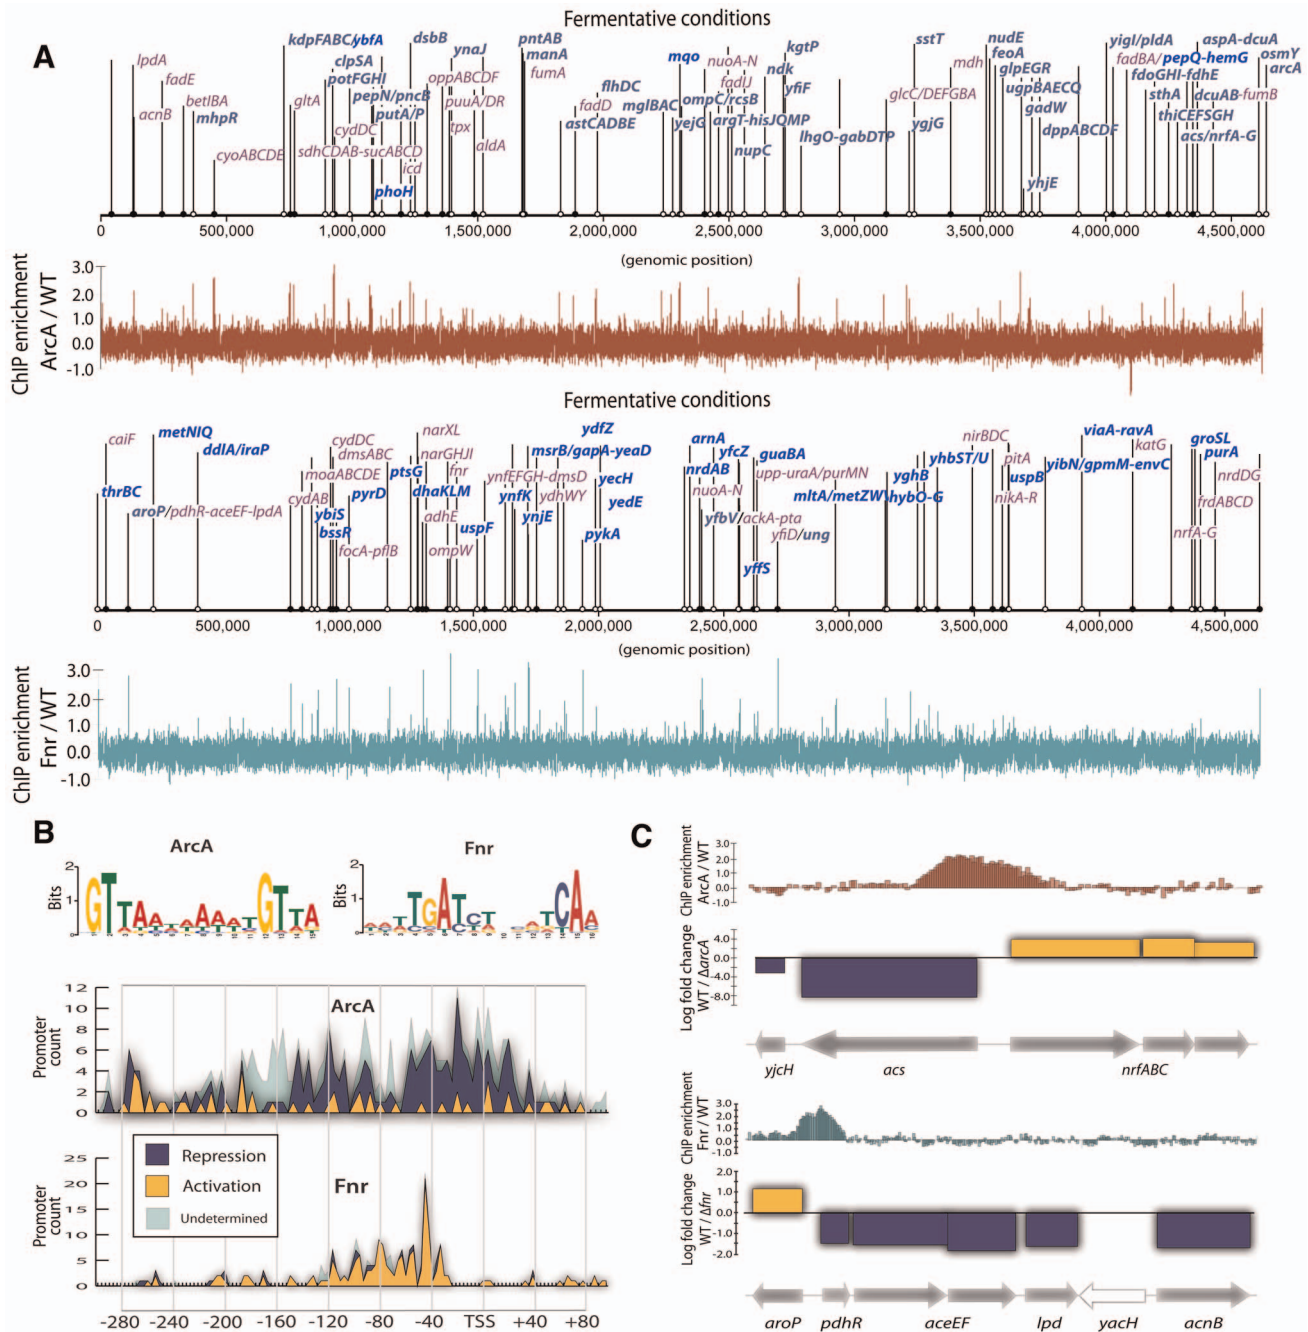 Fermentative conditions
A
kdpFABC/ybfA
dsbB
pntAB
sstT
nudE
yigI/pldA
aspA-dcuA
lpdA
clpSA
ynaJ
manA
mqo
nuoA-N
kgtP
feoA
fadBA/pepQ-hemG
osmY
fadE
potFGHI
oppABCDF
fumA
flhDC
fadIJ
ndk
mdh
glpEGR
fdoGHI-fdhE
arcA
betIBA
gltA
pepN/pncB
puuA/DR
fadD
mglBAC
ompC/rcsB
yfiF
glcC/DEFGBA
ugpBAECQ
sthA
dcuAB-fumB
acnB
mhpR
putA/P
tpx
astCADBE
yejG
argT-hisJQMP
ygjG
gadW
thiCEFSGH
cydDC
aldA
lhgO-gabDTP
dppABCDF
acs/nrfA-G
cyoABCDE
sdhCDAB-sucABCD
icd
nupC
phoH
yhjE
0 500,000 1,000,000 1,500,000 2,000,000 2,500,000 3,000,000 3,500,000 4,000,000 4,500,000
(genomic position)
ChIP enrichment
ArcA / WT
3.0
2.0
1.0
0.0
-1.0
Fermentative conditions
caiF
metNIQ
narXL
ydfZ
arnA
viaA-ravA
ddlA/iraP
cydDC
dmsABC
narGHJI
msrB/gapA-yeaD
yfcZ
guaBA
nirBDC
katG
groSL
moaABCDE
ptsG
fnr
ynfEFGH-dmsD
yecH
nrdAB
upp-uraA/purMN
yhbST/U
pitA
yibN/gpmM-envC
purA
thrBC
cydAB
pyrD
dhaKLM
ynfK
ydhWY
nuoA-N
yghB
uspB
nrdDG
aroP/pdhR-aceEF-lpdA
ybiS
adhE
ynjE
yedE
mltA/metZWV
hybO-G
nikA-R
frdABCD
bssR
uspF
pykA
yfbV/ackA-pta
focA-pflB
ompW
yfiD/ung
nrfA-G
yffS
0 500,000 1,000,000 1,500,000 2,000,000 2,500,000 3,000,000 3,500,000 4,000,000 4,500,000
(genomic position)
ChIP enrichment
Fnr / WT
3.0
2.0
1.0
0.0
-1.0
B
ArcA
Fnr
Bits
2
1
0
Bits
2
1
0
Promoter
count
12
10
8
6
4
2
0
ArcA
Repression
Activation
Undetermined
Promoter
count
25
20
15
10
5
0
Fnr
-280 -240 -200 -160 -120 -80 -40 TSS +40 +80
C
ChIP enrichment
ArcA / WT
3.0
2.0
1.0
0.0
-1.0
Log fold change
WT / ΔarcA
4.0
0.0
-4.0
-8.0
yjcH acs nrfABC
ChIP enrichment
Fnr / WT
3.0
2.0
1.0
0.0
-1.0
Log fold change
WT / Δfnr
2.0
1.0
0.0
-1.0
-2.0
aroP pdhR aceEF lpd yacH acnB